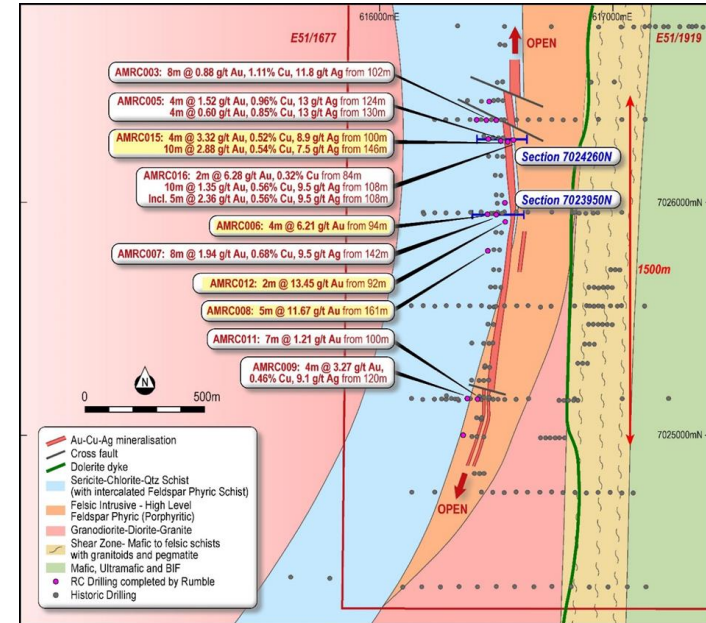 616000mE
617000mE
E51/1677
E51/1919
OPEN
AMRC003: 8m @ 0.88 g/t Au, 1.11% Cu, 11.8 g/t Ag from 102m
AMRC005: 4m @ 1.52 g/t Au, 0.96% Cu, 13 g/t Ag from 124m
4m @ 0.60 g/t Au, 0.85% Cu, 13 g/t Ag from 130m
AMRC015: 4m @ 3.32 g/t Au, 0.52% Cu, 8.9 g/t Ag from 100m
10m @ 2.88 g/t Au, 0.54% Cu, 7.5 g/t Ag from 146m
Section 7024260N
AMRC016: 2m @ 6.28 g/t Au, 0.32% Cu from 84m
10m @ 1.35 g/t Au, 0.56% Cu, 9.5 g/t Ag from 108m
Incl. 5m @ 2.36 g/t Au, 0.56% Cu, 9.5 g/t Ag from 108m
Section 7023950N
7026000mN
AMRC006: 4m @ 6.21 g/t Au from 94m
AMRC007: 8m @ 1.94 g/t Au, 0.68% Cu, 9.5 g/t Ag from 142m
1500m
AMRC012: 2m @ 13.45 g/t Au from 92m
AMRC008: 5m @ 11.67 g/t Au from 161m
AMRC011: 7m @ 1.21 g/t Au from 100m
AMRC009: 4m @ 3.27 g/t Au,
0.46% Cu, 9.1 g/t Ag from 120m
N
0
500m
7025000mN
Au-Cu-Ag mineralisation
Cross fault
Dolerite dyke
Sericite-Chlorite-Qtz Schist
(with intercalated Feldspar Phyric Schist)
Felsic Intrusive - High Level
Feldspar Phyric (Porphyritic)
Granodiorite-Diorite-Granite
Shear Zone- Mafic to felsic schists
with granitoids and pegmatite
Mafic, Ultramafic and BIF
RC Drilling completed by Rumble
Historic Drilling
OPEN